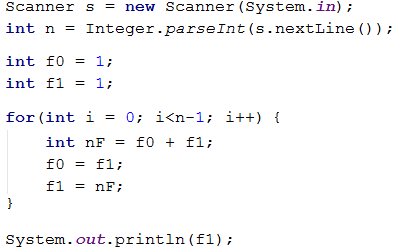 Scanner s = new Scanner(System.in);
int n = Integer.parseInt(s.nextLine());
int f0 = 1;
int f1 = 1;
for(int i = 0; i<n-1; i++) {
int nF = f0 + f1;
f0 = f1;
f1 = nF;
}
System.out.println(f1);